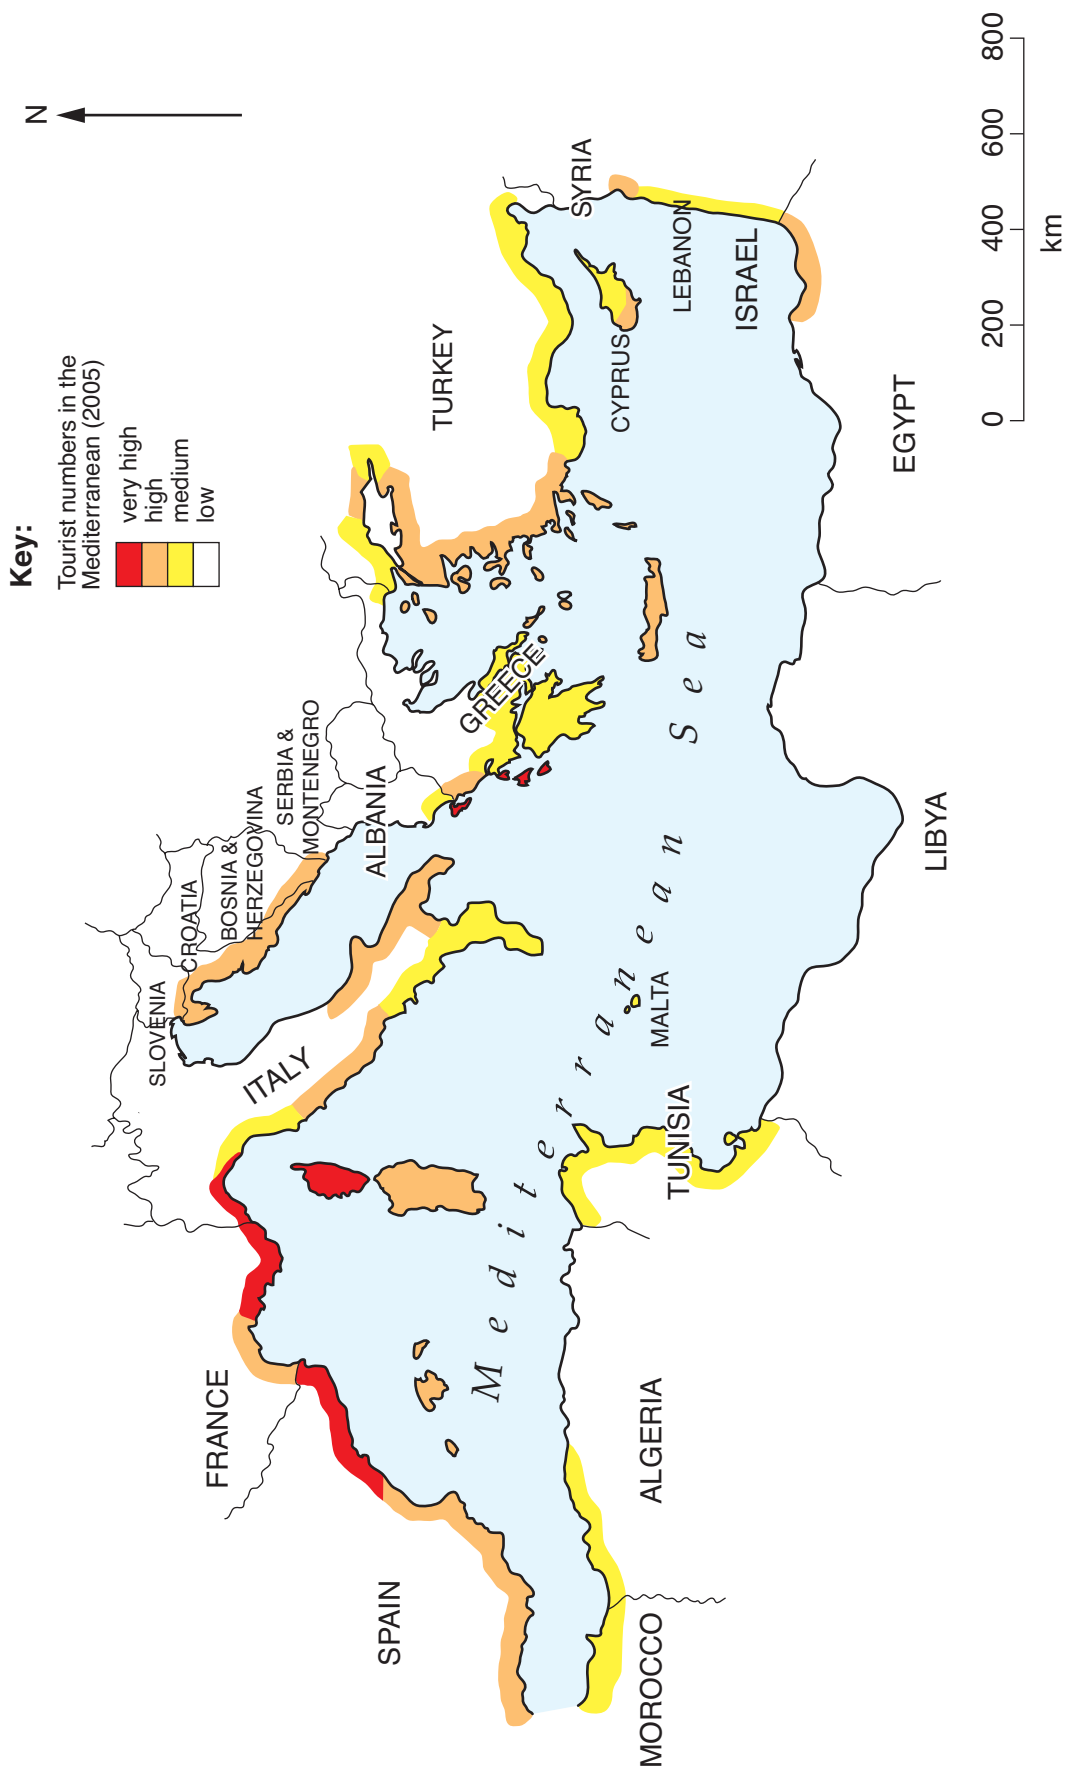 Key:
Tourist numbers in the
Mediterranean (2005)
very high
high
medium
low
N
SLOVENIA
CROATIA
BOSNIA &
HERZEGOVINA
SERBIA &
MONTENEGRO
FRANCE
ITALY
ALBANIA
TURKEY
SPAIN
GREECE
SYRIA
CYPRUS
LEBANON
Mediterranean Sea
MALTA
ISRAEL
MOROCCO
ALGERIA
TUNISIA
LIBYA
EGYPT
0 200 400 600 800
km